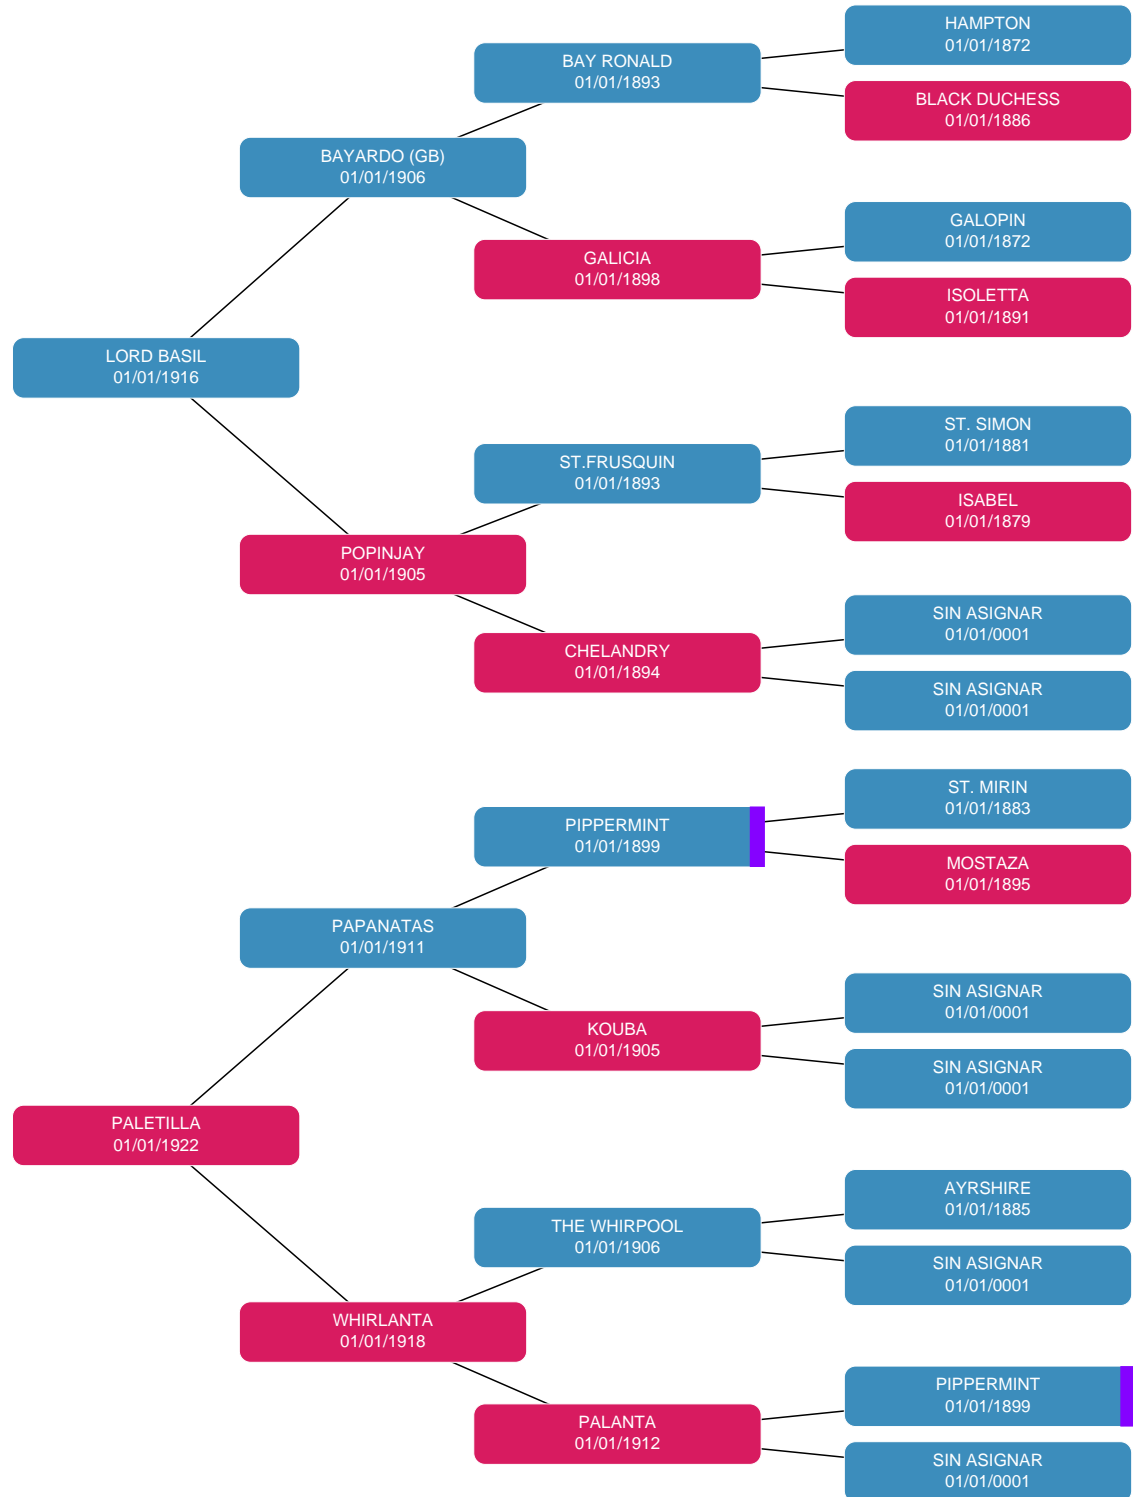 HAMPTON
01/01/1872
BAY RONALD
01/01/1893
BLACK DUCHESS
01/01/1886
BAYARDO (GB)
01/01/1906
GALOPIN
01/01/1872
GALICIA
01/01/1898
ISOLETTA
01/01/1891
LORD BASIL
01/01/1916
ST. SIMON
01/01/1881
ST.FRUSQUIN
01/01/1893
ISABEL
01/01/1879
POPINJAY
01/01/1905
SIN ASIGNAR
01/01/0001
CHELANDRY
01/01/1894
SIN ASIGNAR
01/01/0001
ST. MIRIN
01/01/1883
PIPPERMINT
01/01/1899
MOSTAZA
01/01/1895
PAPANATAS
01/01/1911
SIN ASIGNAR
01/01/0001
KOUBA
01/01/1905
SIN ASIGNAR
01/01/0001
PALETILLA
01/01/1922
AYRSHIRE
01/01/1885
THE WHIRPOOL
01/01/1906
SIN ASIGNAR
01/01/0001
WHIRLANTA
01/01/1918
PIPPERMINT
01/01/1899
PALANTA
01/01/1912
SIN ASIGNAR
01/01/0001